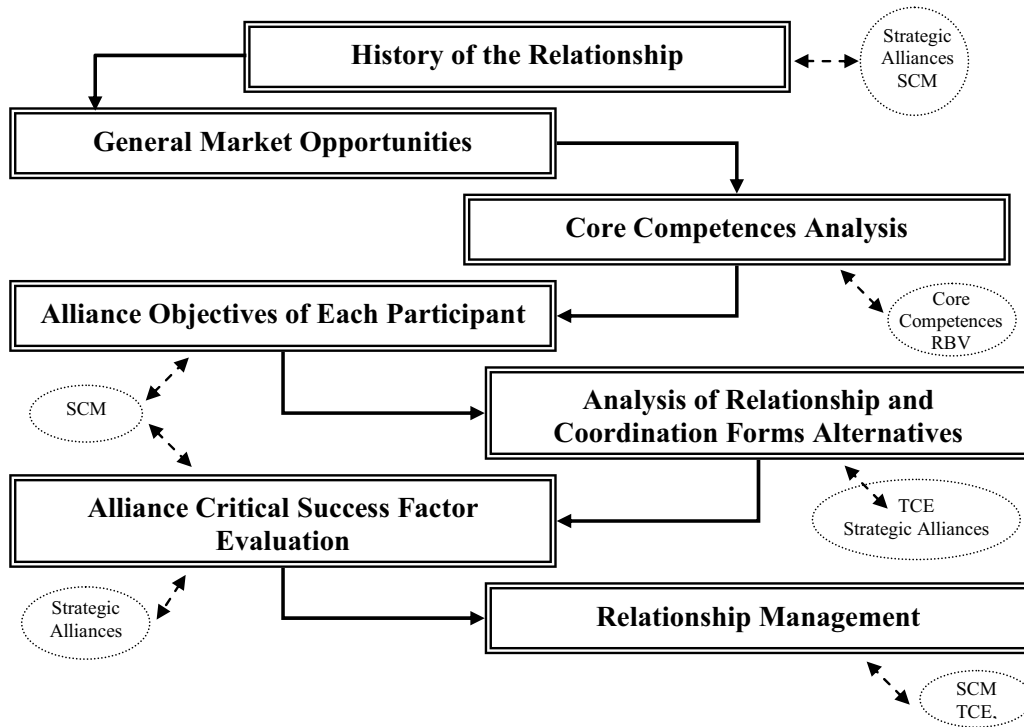 History of the Relationship
Strategic
Alliances
SCM
General Market Opportunities
Core Competences Analysis
Alliance Objectives of Each Participant
Core
Competences
RBV
SCM
Analysis of Relationship and
Coordination Forms Alternatives
Alliance Critical Success Factor
Evaluation
TCE
Strategic Alliances
Strategic
Alliances
Relationship Management
SCM
TCE,